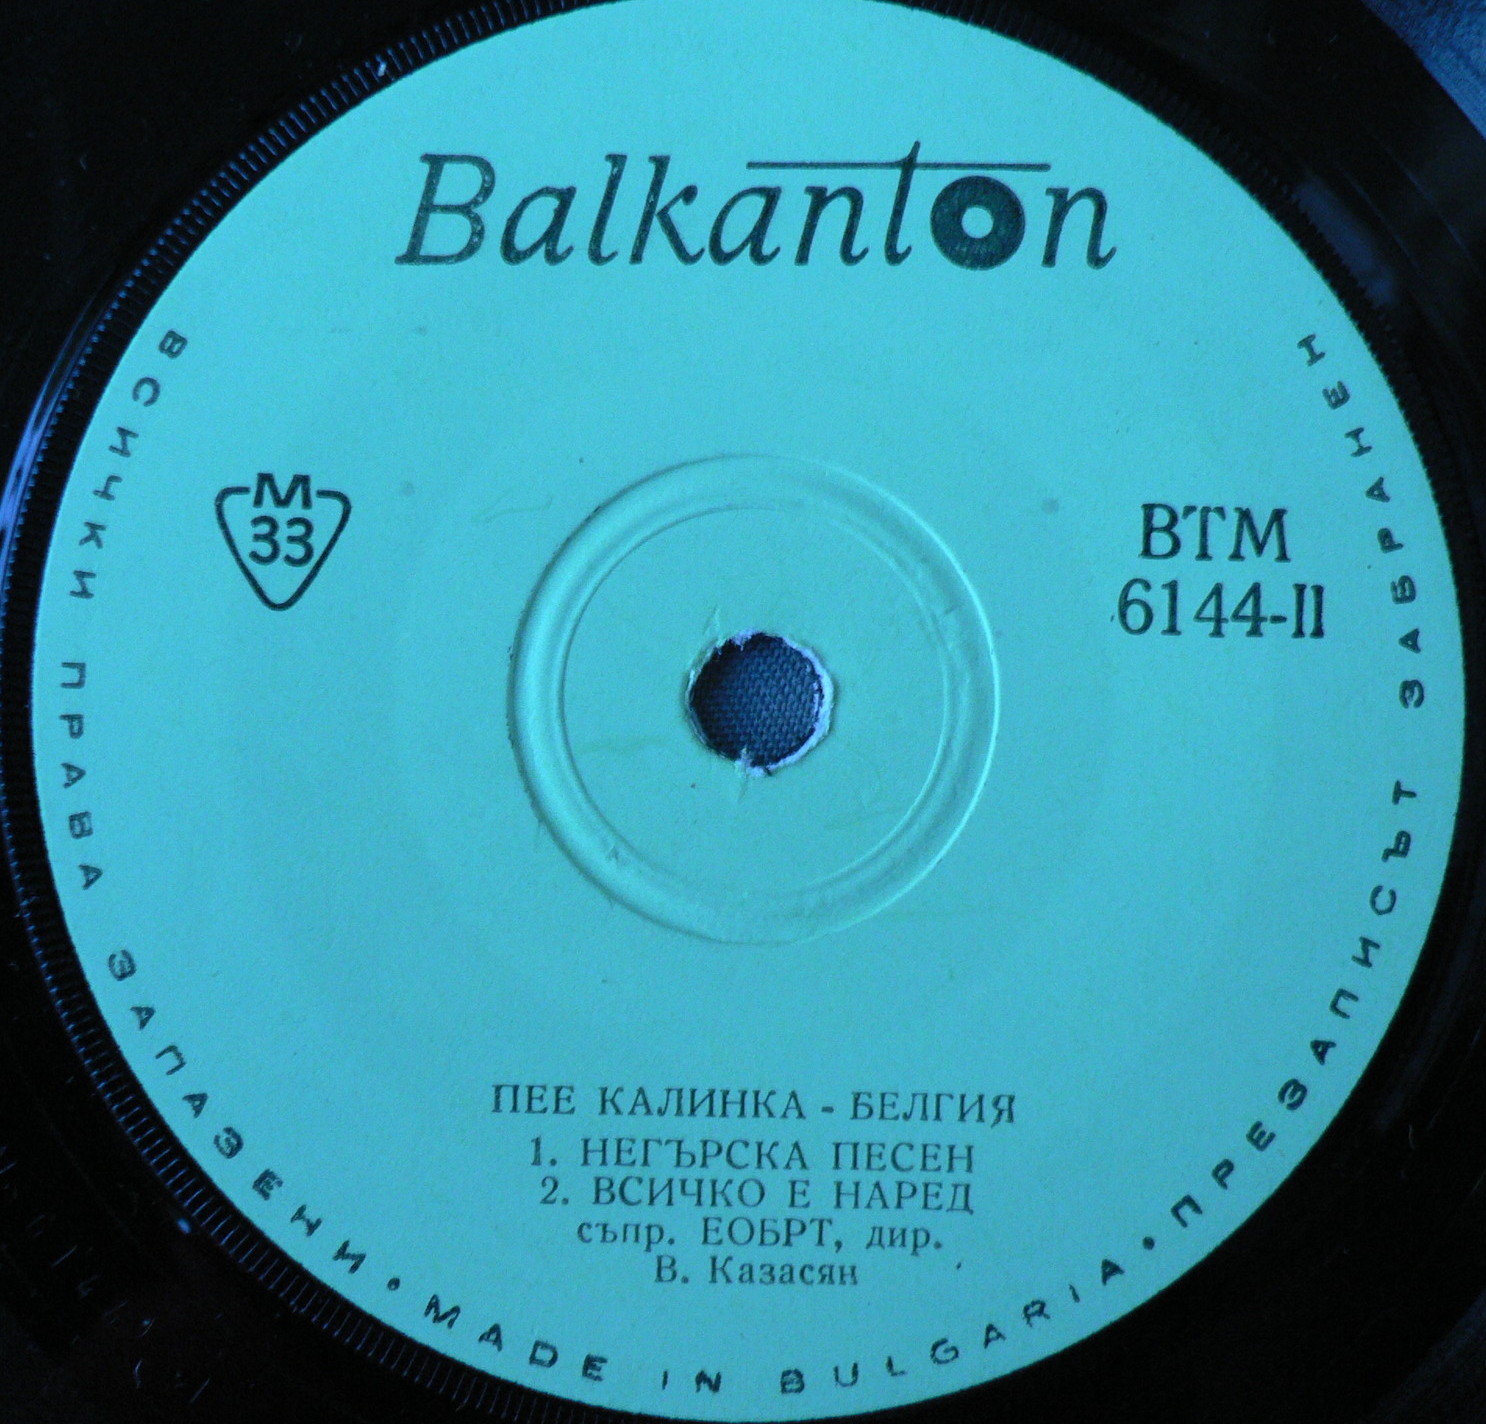 Balkanton
M
33
ВТМ
6144-II
ПЕЕ КАЛИНКА - БЕЛГИЯ
1. НЕГЪРСКА ПЕСЕН
2. ВСИЧКО Е НАРЕД
съпр. ЕОБРТ, дир.
В. Казасян
ВСИЧКИ ПРАВА ЗАПАЗЕНИ • MADE IN BULGARIA • ПРЕЗАПИСЪТ ЗАБРАНЕН